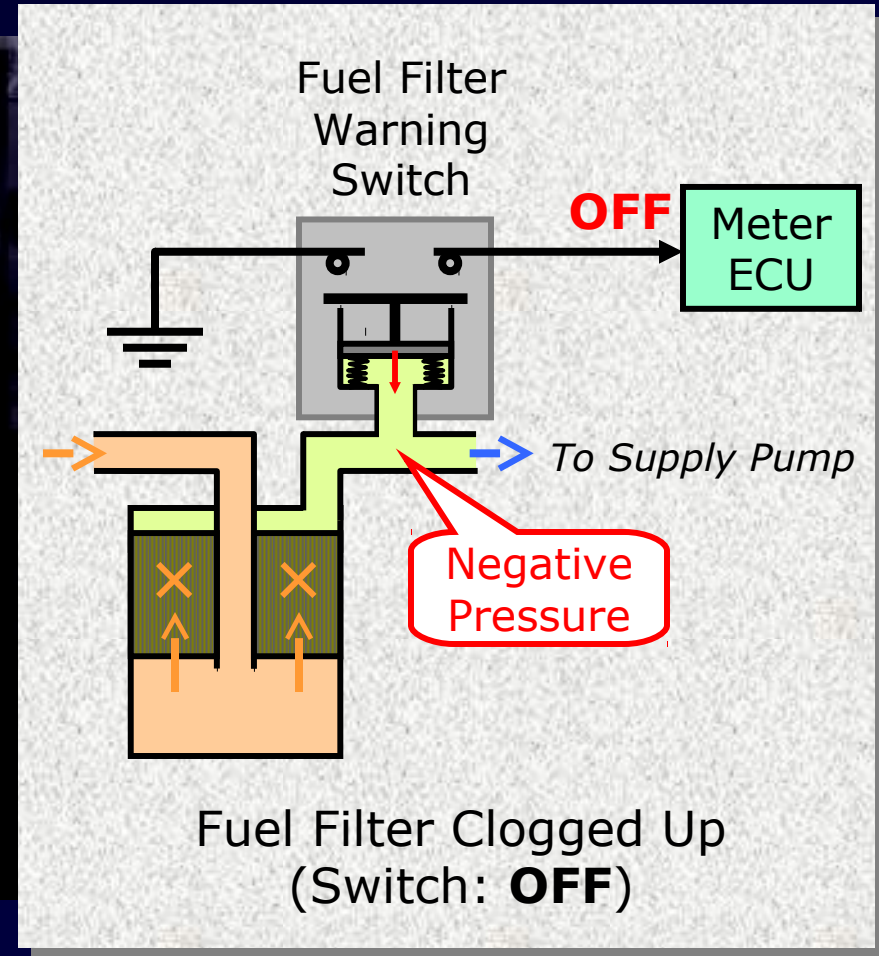 Fuel Filter
Warning
Switch
OFF
Meter
ECU
To Supply Pump
Negative
Pressure
Fuel Filter Clogged Up
(Switch: OFF)